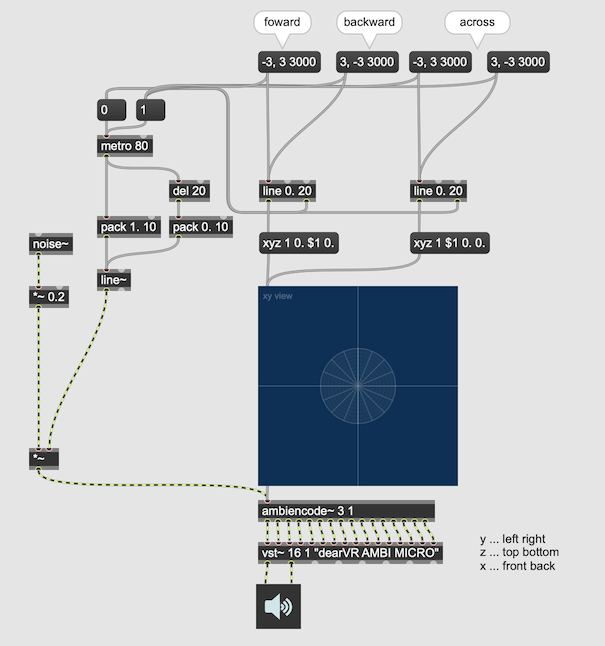 foward
backward
across
-3, 3 3000
3, -3 3000
-3, 3 3000
3, -3 3000
0
1
metro 80
del 20
line 0. 20
line 0. 20
pack 1. 10
pack 0. 10
noise~
xyz 1 0. $1 0.
xyz 1 $1 0. 0.
line~
*~ 0.2
xy view
*~
ambiencode~ 3 1
vst~ 16 1 "dearVR AMBI MICRO"
y ... left right
z ... top bottom
x ... front back